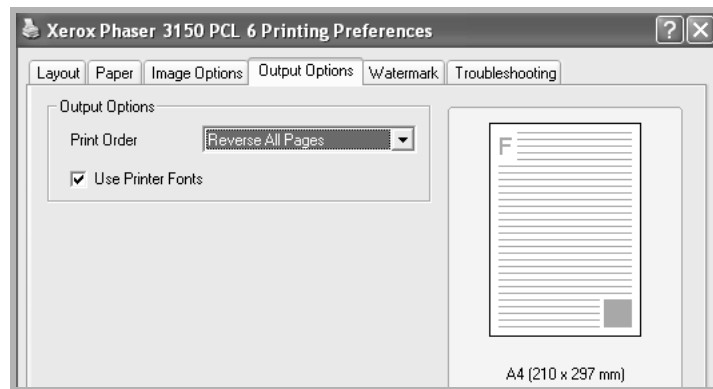 Xerox Phaser 3150 PCL 6 Printing Preferences
Layout Paper Image Options Output Options Watermark Troubleshooting
Output Options
Print Order Reverse All Pages
Use Printer Fonts
F
A4 (210 x 297 mm)